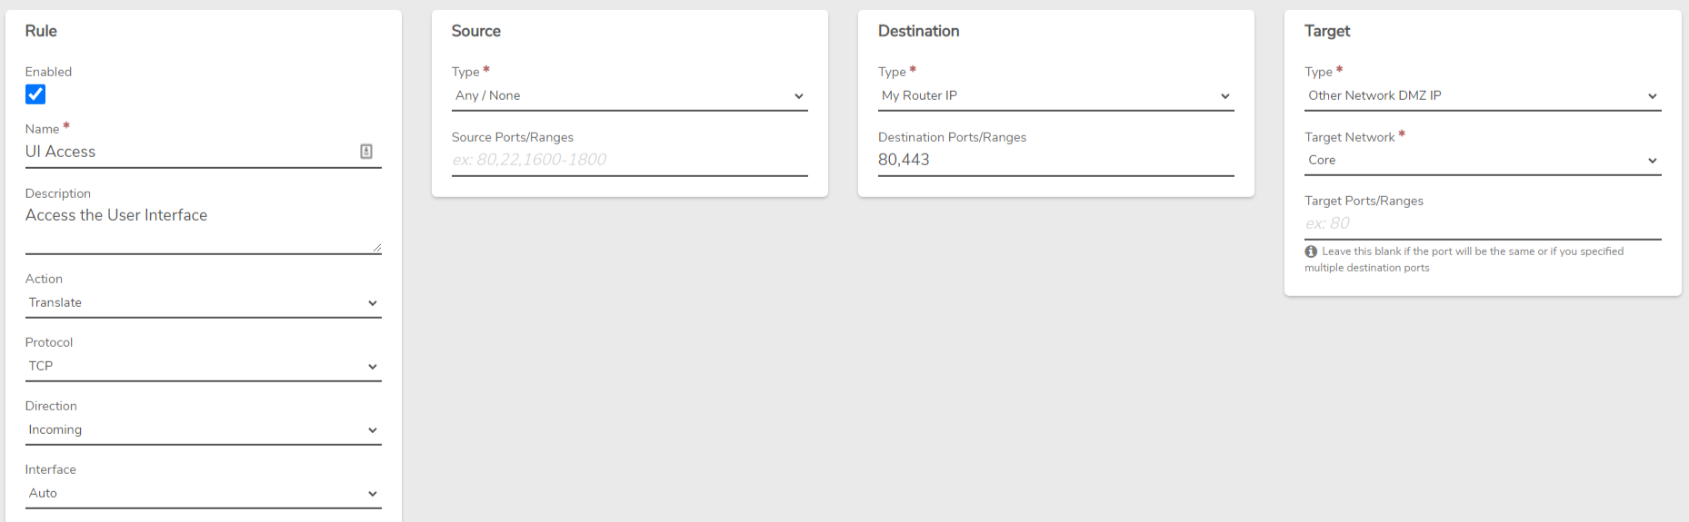 Rule
Enabled
Name *
UI Access
Description
Access the User Interface
Action
Translate
Protocol
TCP
Direction
Incoming
Interface
Auto
Source
Type *
Any / None
Source Ports/Ranges
ex: 80,22,1600-1800
Destination
Type *
My Router IP
Destination Ports/Ranges
80,443
Target
Type *
Other Network DMZ IP
Target Network *
Core
Target Ports/Ranges
ex: 80
Leave this blank if the port will be the same or if you specified
multiple destination ports